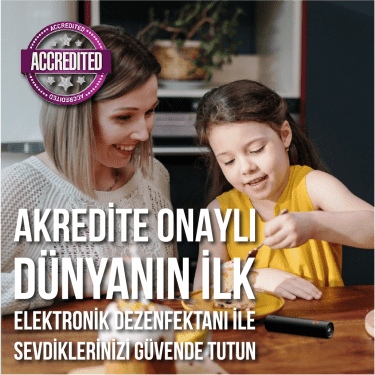 ACCREDITED
ACCREDITED
ACCREDITED
AKREDİTE ONAYLI
DÜNYANIN İLK
ELEKTRONİK DEZENFEKTANI İLE
SEVDİKLERİNİZİ GÜVENDE TUTUN